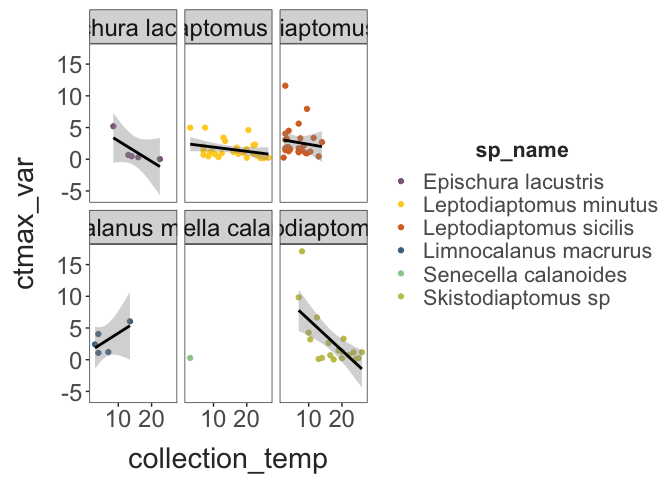 chura lac aptomus iaptomus
15
10
5
0
-5
alanus m ella cala odiaptom
15
10
5
0
-5
10 20 10 20 10 20
collection_temp
ctmax_var
sp_name
Epischura lacustris
Leptodiaptomus minutus
Leptodiaptomus sicilis
Limnocalanus macrurus
Senecella calanoides
Skistodiaptomus sp